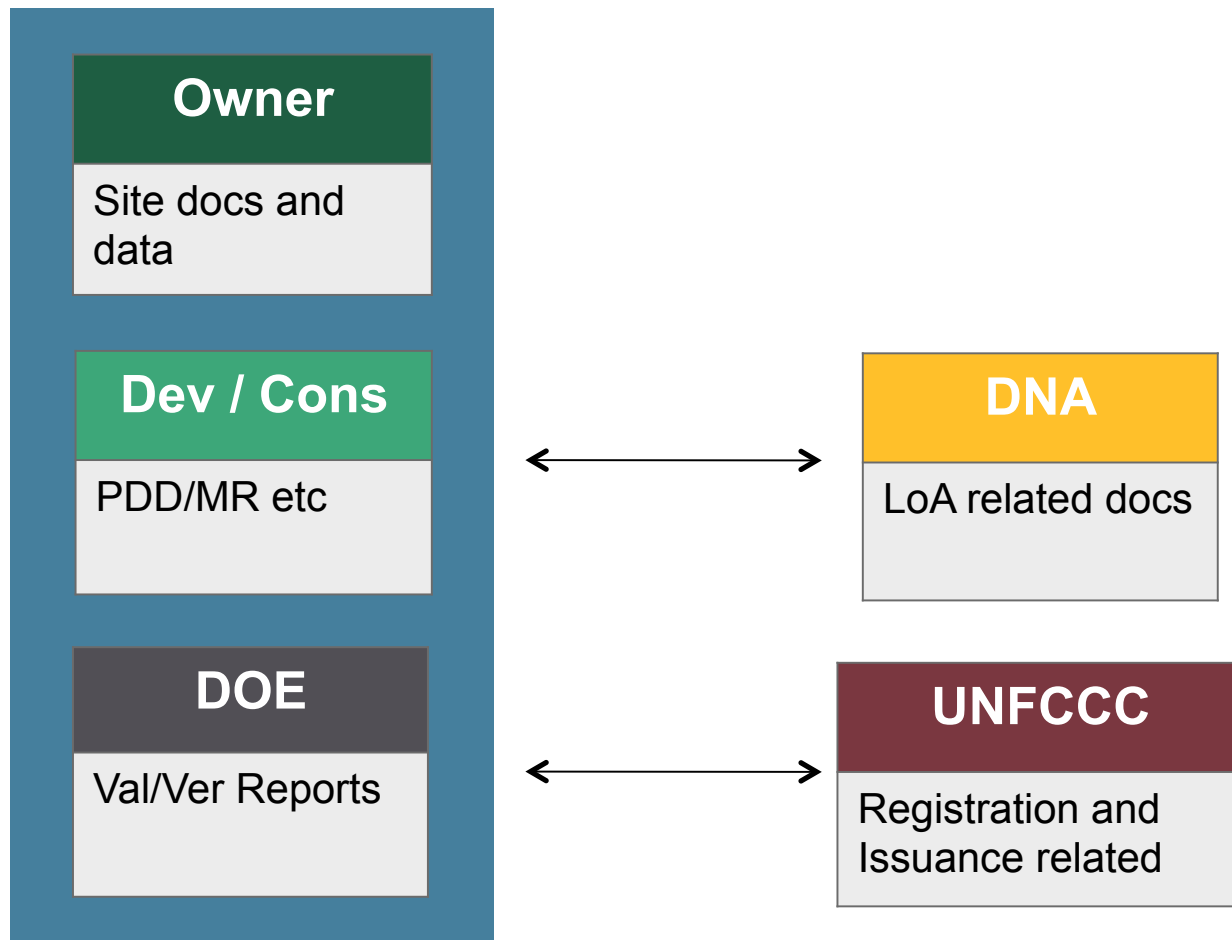 Owner
Site docs and
data
Dev / Cons
PDD/MR etc
DOE
Val/Ver Reports
DNA
LoA related docs
UNFCCC
Registration and
Issuance related